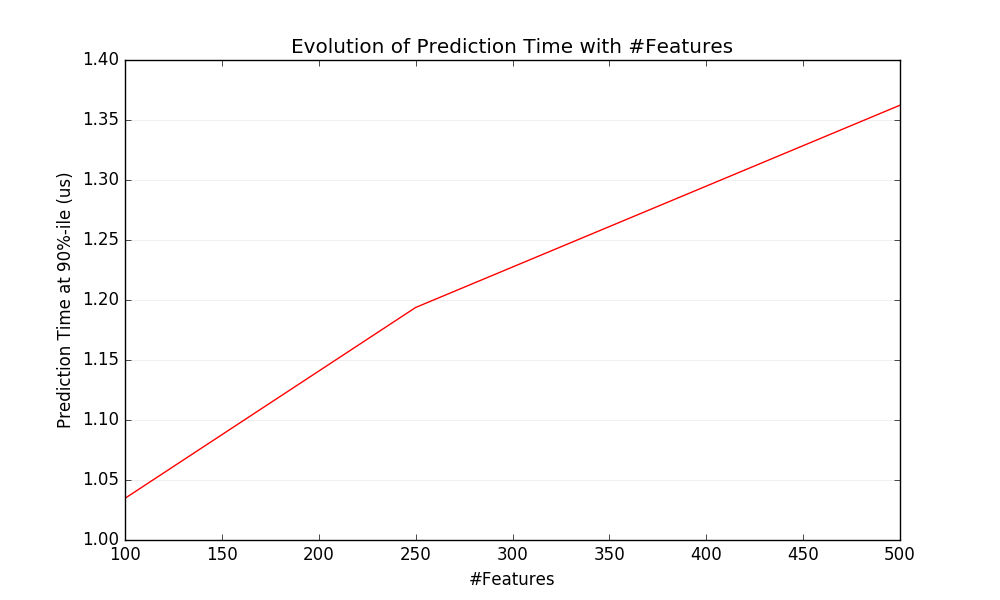 Evolution of Prediction Time with #Features
1.40
1.35
1.30
1.25
1.20
1.15
1.10
1.05
1.00
Prediction Time at 90%-ile (us)
100 150 200 250 300 350 400 450 500
#Features